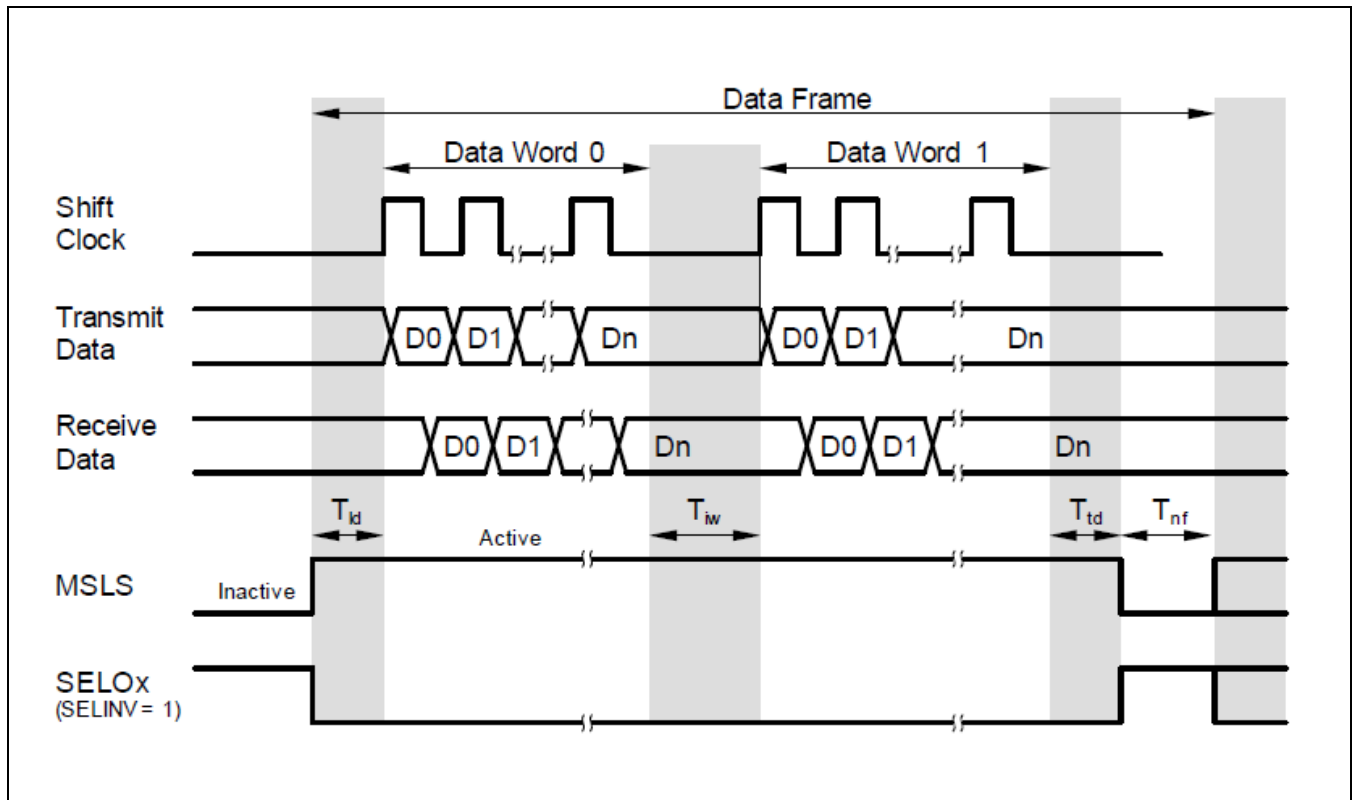 Data Frame
Data Word 0 Data Word 1
Shift
Clock
Transmit
Data
D0 D1 Dn D0 D1 Dn
Receive
Data
D0 D1 Dn D0 D1 Dn
Tld Tiw Ttd Tnf
Active
MSLS Inactive
SELOx
(SELINV = 1)